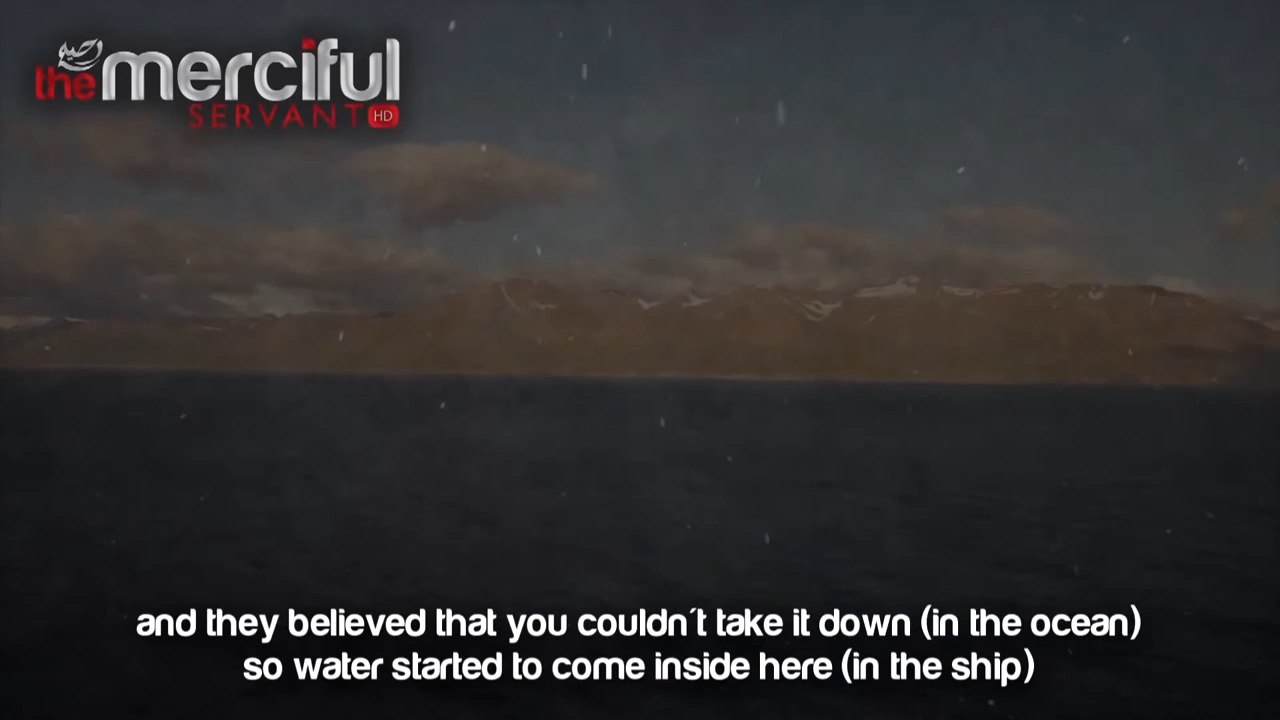 the merciful
SERVANT HD
and they believed that you couldn´t take it down (in the ocean)
so water started to come inside here (in the ship)